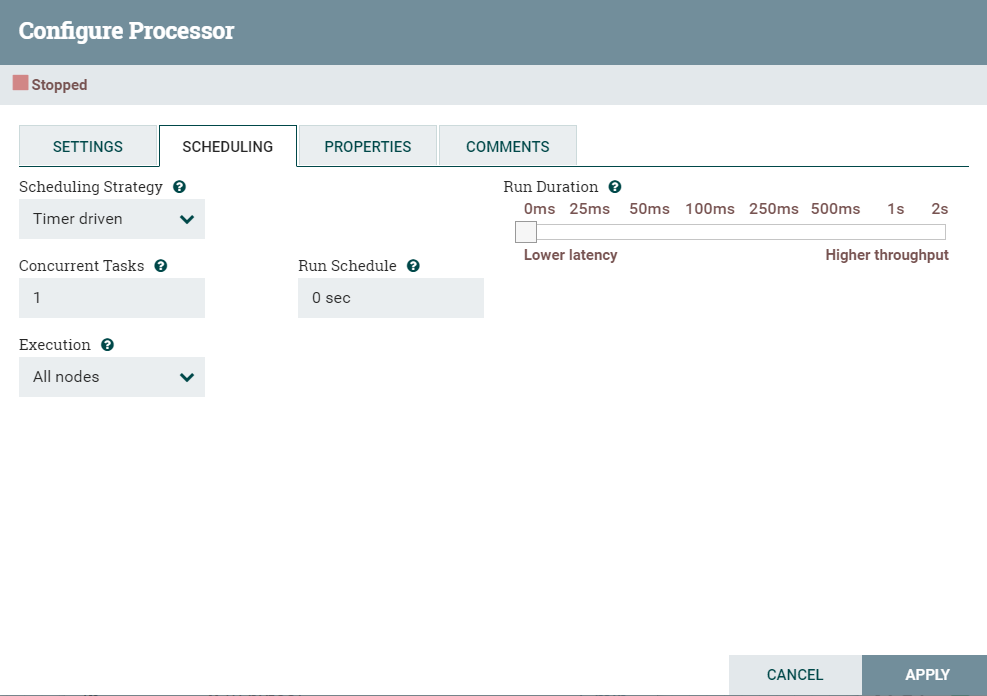 Configure Processor
Stopped
SETTINGS SCHEDULING PROPERTIES COMMENTS
Scheduling Strategy
Timer driven
Run Duration
0ms 25ms 50ms 100ms 250ms 500ms 1s 2s
Lower latency Higher throughput
Concurrent Tasks
1
Run Schedule
0 sec
Execution
All nodes
CANCEL APPLY